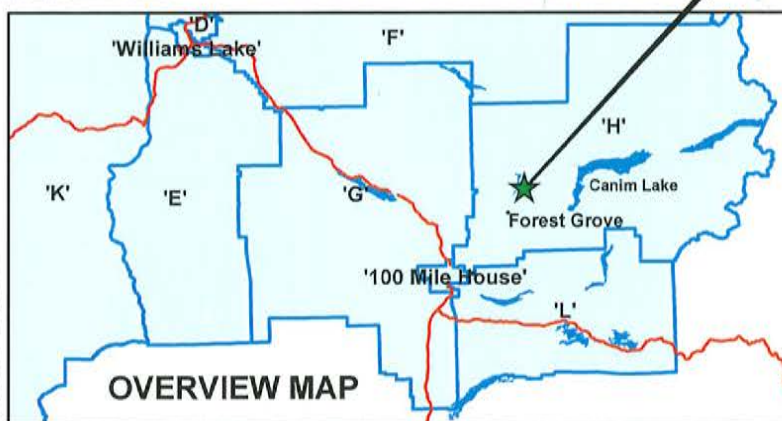 'D'
'F'
'Williams Lake'
'H'
'K'
'E'
'G'
Canim Lake
Forest Grove
'100 Mile House'
'L'
OVERVIEW MAP